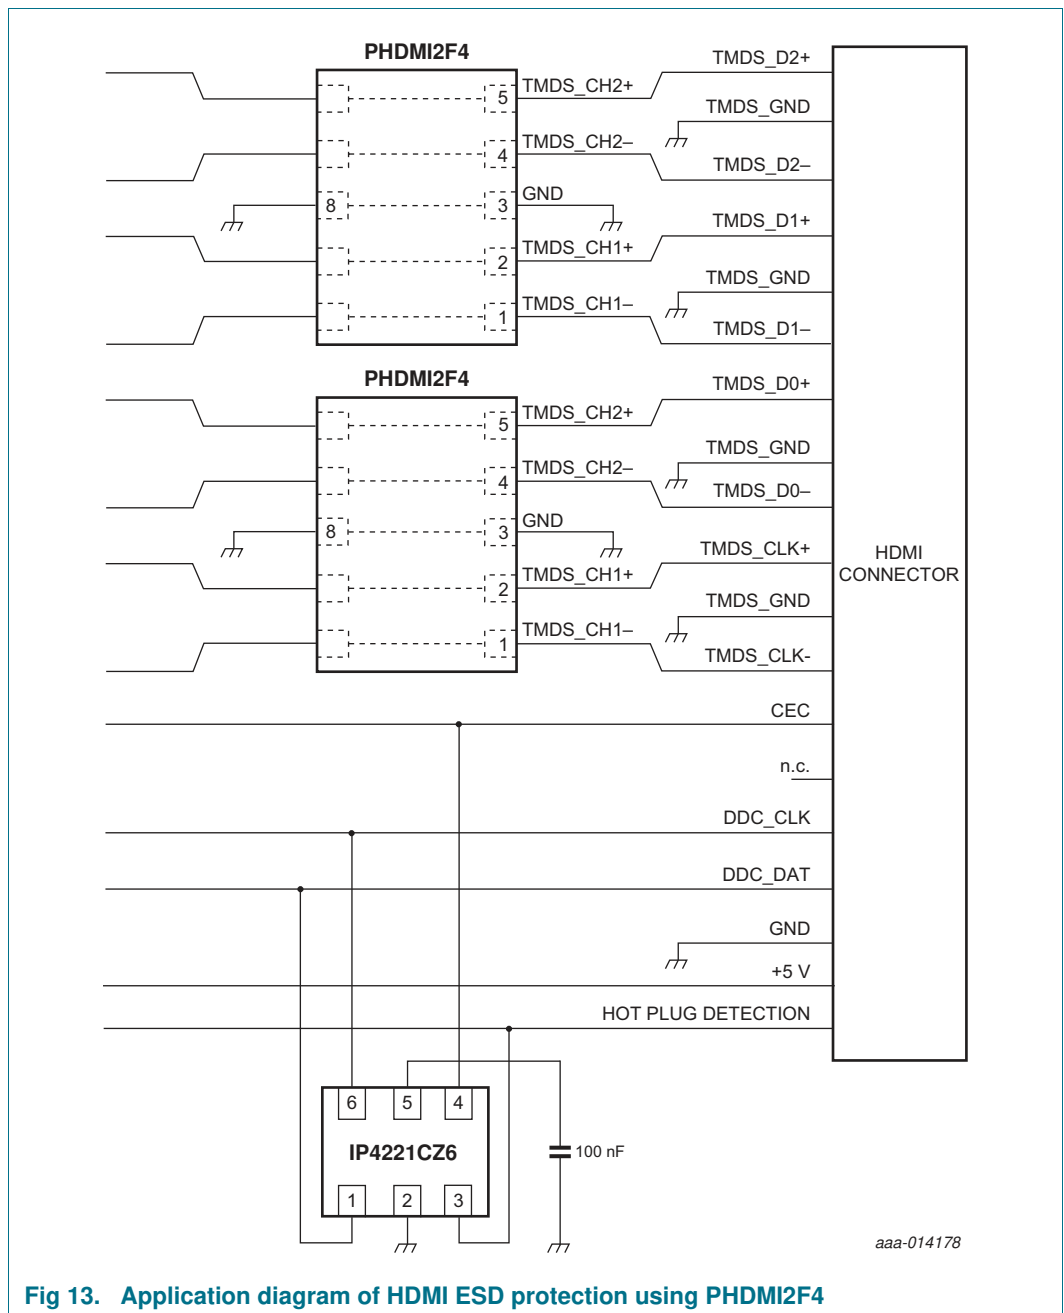 PHDMI2F4
TMDS_D2+
5 TMDS_CH2+
TMDS_GND
4 TMDS_CH2–
TMDS_D2–
8 3 GND
TMDS_D1+
2 TMDS_CH1+
TMDS_GND
1 TMDS_CH1–
TMDS_D1–
PHDMI2F4
TMDS_D0+
5 TMDS_CH2+
TMDS_GND
4 TMDS_CH2–
TMDS_D0–
8 3 GND
TMDS_CLK+
HDMI
CONNECTOR
2 TMDS_CH1+
TMDS_GND
1 TMDS_CH1–
TMDS_CLK-
CEC
n.c.
DDC_CLK
DDC_DAT
GND
+5 V
HOT PLUG DETECTION
6 5 4
IP4221CZ6
100 nF
1 2 3
aaa-014178
Fig 13. Application diagram of HDMI ESD protection using PHDMI2F4